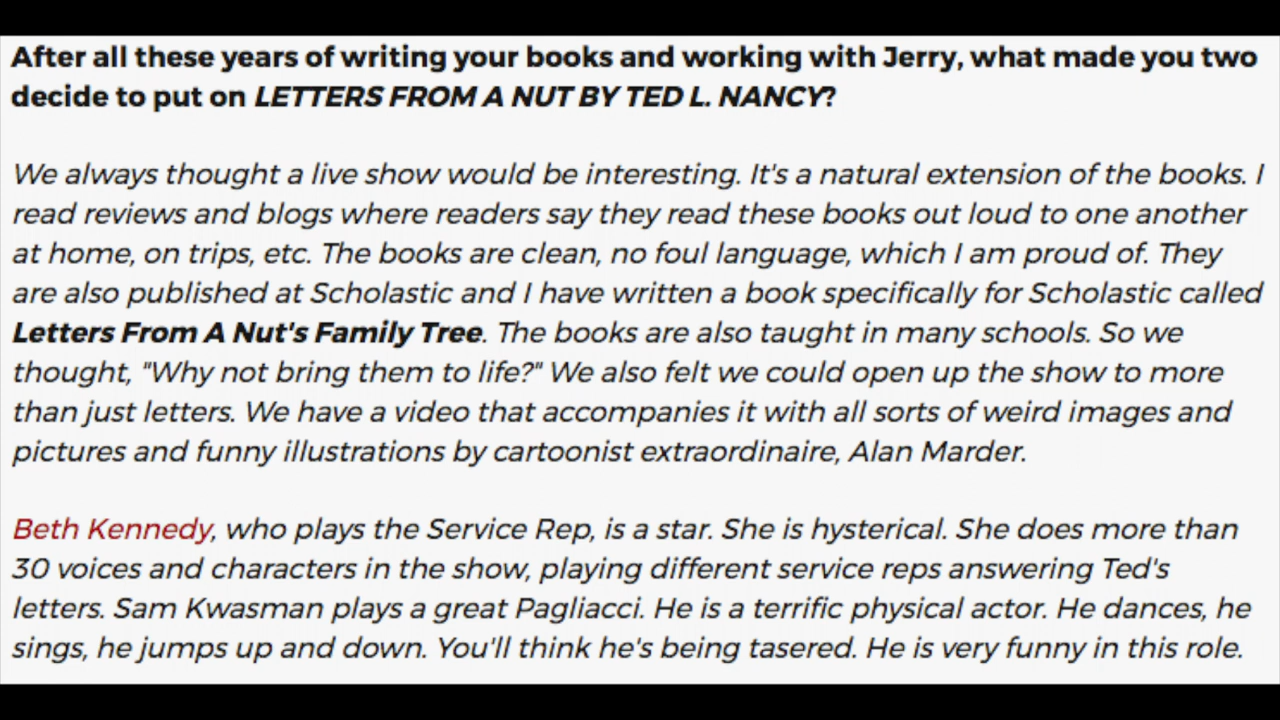 After all these years of writing your books and working with Jerry, what made you two
decide to put on LETTERS FROM A NUT BY TED L. NANCY?
We always thought a live show would be interesting. It's a natural extension of the books. I
read reviews and blogs where readers say they read these books out loud to one another
at home, on trips, etc. The books are clean, no foul language, which I am proud of. They
are also published at Scholastic and I have written a book specifically for Scholastic called
Letters From A Nut's Family Tree. The books are also taught in many schools. So we
thought, "Why not bring them to life?" We also felt we could open up the show to more
than just letters. We have a video that accompanies it with all sorts of weird images and
pictures and funny illustrations by cartoonist extraordinaire, Alan Marder.
Beth Kennedy, who plays the Service Rep, is a star. She is hysterical. She does more than
30 voices and characters in the show, playing different service reps answering Ted's
letters. Sam Kwasman plays a great Pagliacci. He is a terrific physical actor. He dances, he
sings, he jumps up and down. You'll think he's being tasered. He is very funny in this role.